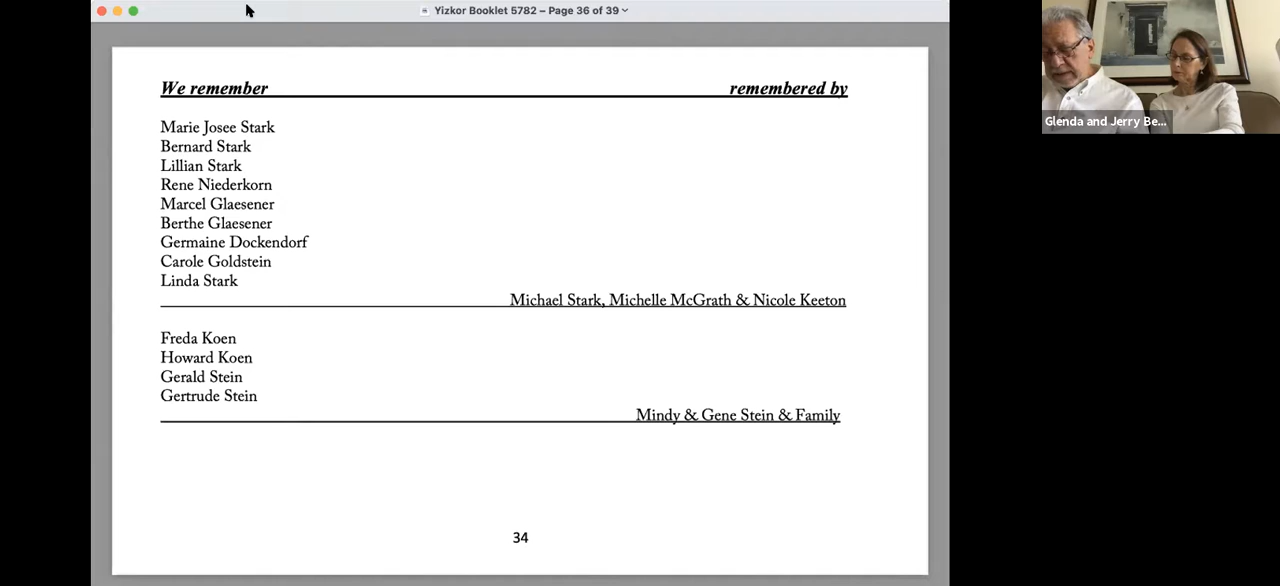 Yizkor Booklet 5782 – Page 36 of 39
We remember remembered by
Marie Josee Stark
Bernard Stark
Lillian Stark
Rene Niederkorn
Marcel Glaesener
Berthe Glaesener
Germaine Dockendorf
Carole Goldstein
Linda Stark
Michael Stark, Michelle McGrath & Nicole Keeton
Freda Koen
Howard Koen
Gerald Stein
Gertrude Stein
Mindy & Gene Stein & Family
34
Glenda and Jerry Be...